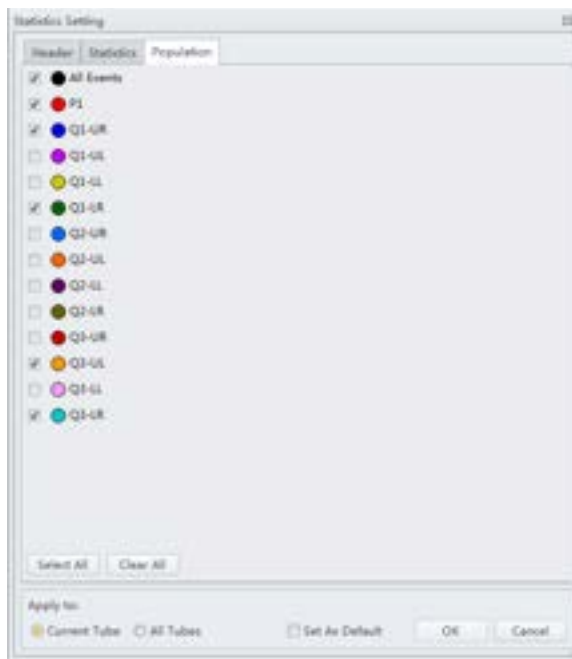 Statistics Setting
Header Statistics Population
All Events
P1
Q1-UR
Q1-UL
Q1-LL
Q1-LR
Q2-UR
Q2-UL
Q2-LL
Q2-LR
Q3-UR
Q3-UL
Q3-LL
Q3-LR
Select All Clear All
Apply to:
Current Tube All Tubes Set As Default OK Cancel